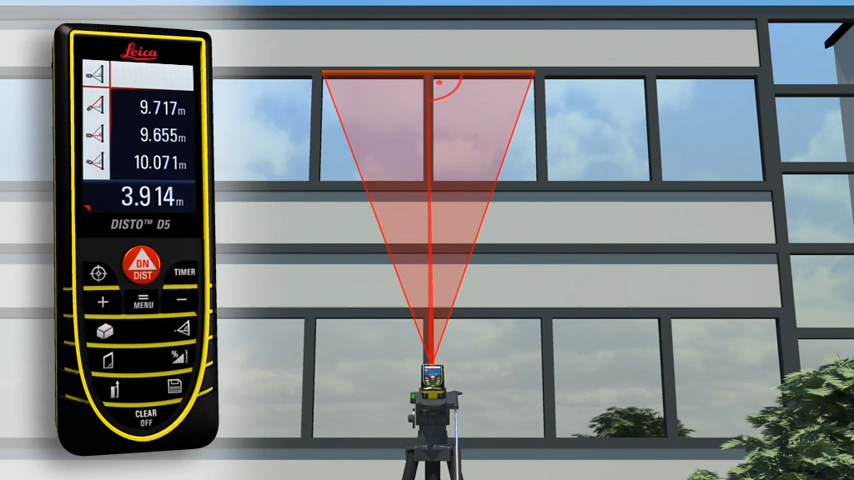 Leica
9.717m
9.655m
10.071m
3.914m
DISTO™ D5
ON
DIST
TIMER
+
=
MENU
−
%
CLEAR
OFF